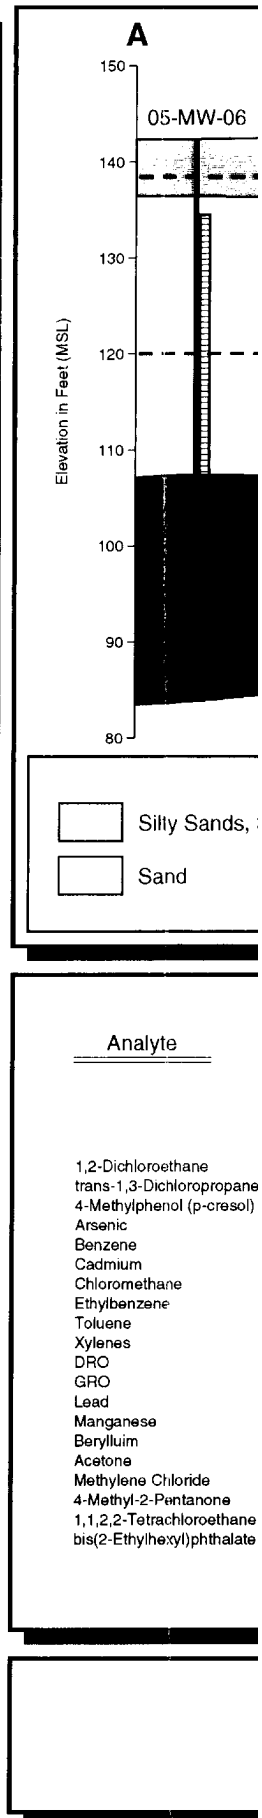 A
150
05-MW-06
140
130
120
110
100
90
80
Elevation in Feet (MSL)
Silty Sands,
Sand
Analyte
1,2-Dichloroethane
trans-1,3-Dichloropropane
4-Methylphenol (p-cresol)
Arsenic
Benzene
Cadmium
Chloromethane
Ethylbenzene
Toluene
Xylenes
DRO
GRO
Lead
Manganese
Berylluim
Acetone
Methylene Chloride
4-Methyl-2-Pentanone
1,1,2,2-Tetrachloroethane
bis(2-Ethylhexyl)phthalate